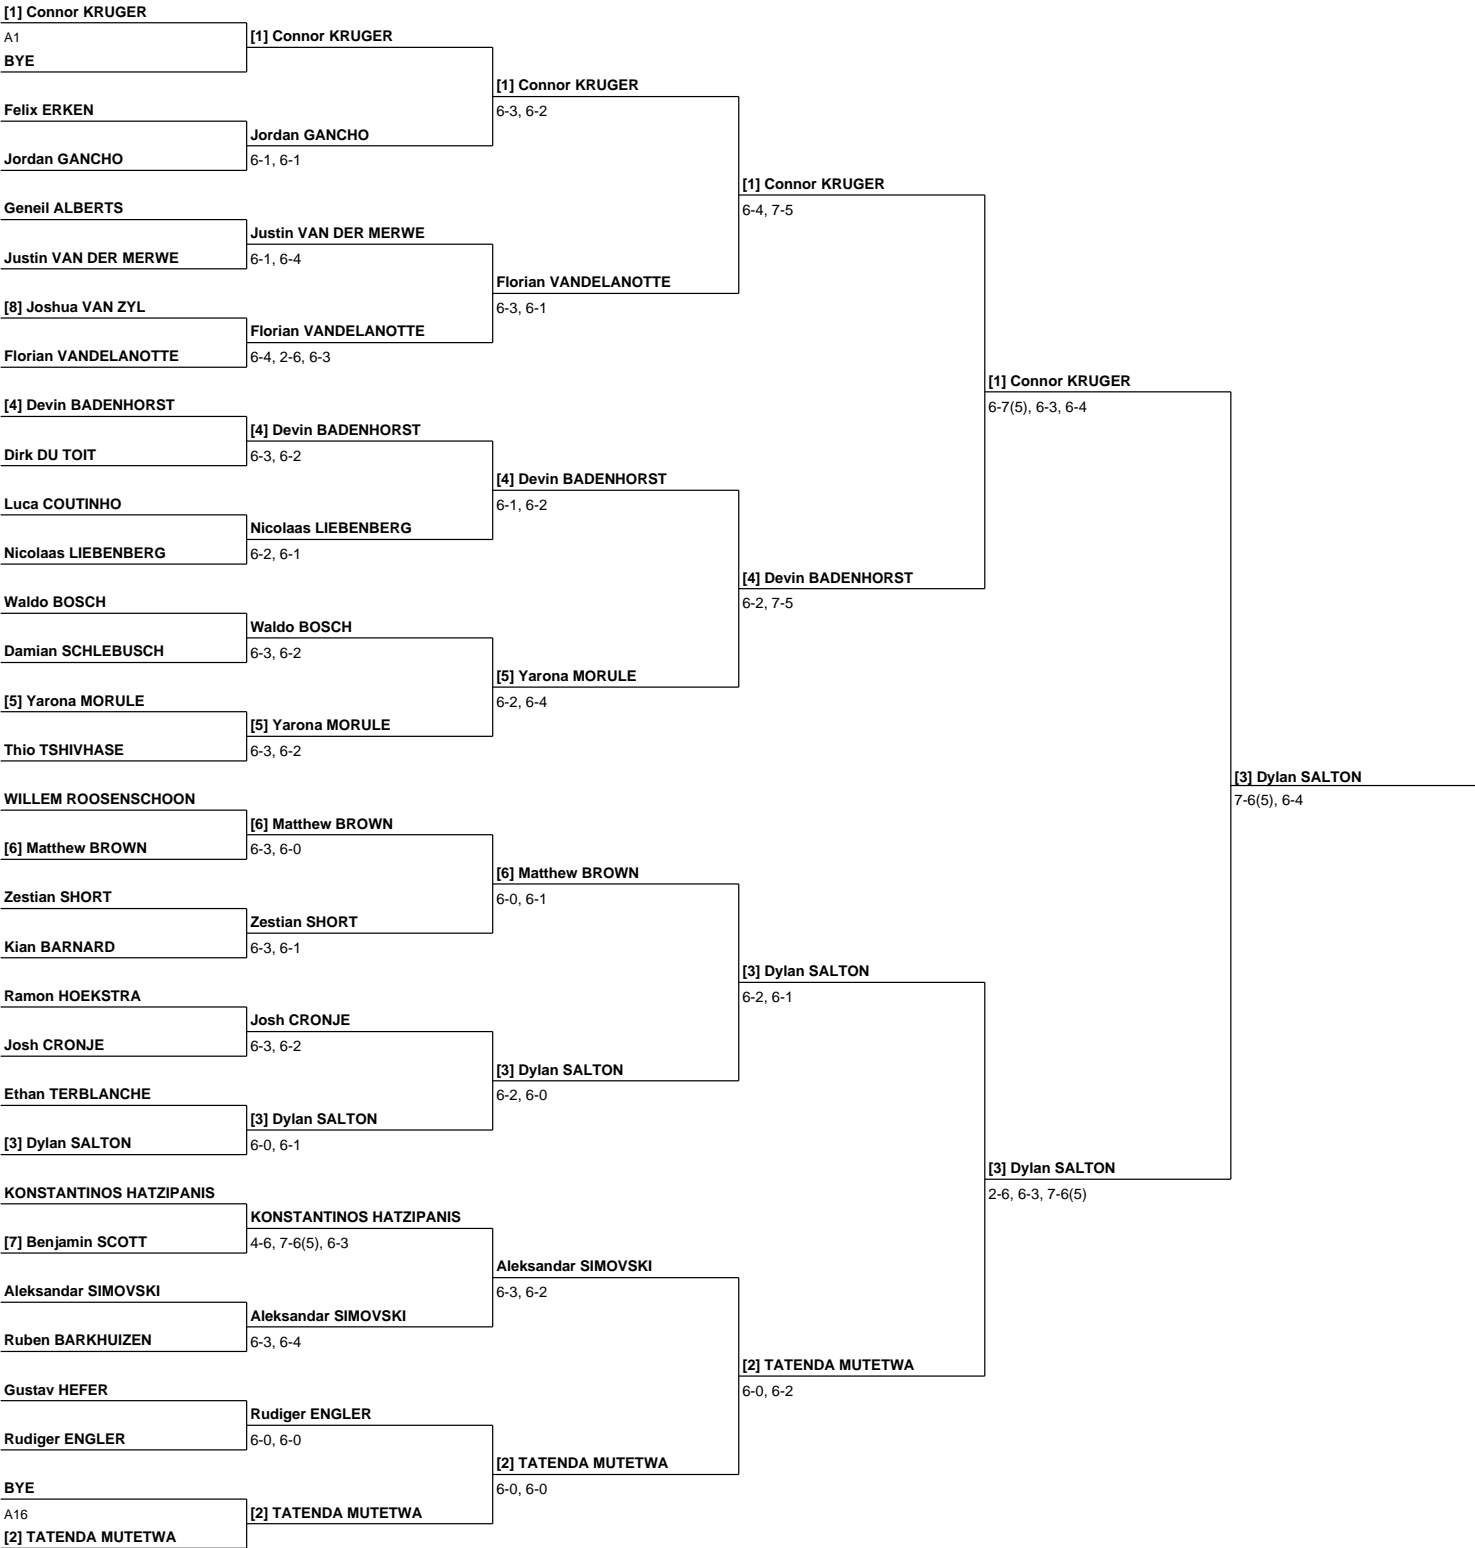 [1] Connor KRUGER
A1
[1] Connor KRUGER
BYE
[1] Connor KRUGER
6-3, 6-2
Felix ERKEN
Jordan GANCHO
Jordan GANCHO
6-1, 6-1
[1] Connor KRUGER
6-4, 7-5
Geneil ALBERTS
Justin VAN DER MERWE
Justin VAN DER MERWE
6-1, 6-4
Florian VANDELANOTTE
6-3, 6-1
[8] Joshua VAN ZYL
Florian VANDELANOTTE
Florian VANDELANOTTE
6-4, 2-6, 6-3
[1] Connor KRUGER
6-7(5), 6-3, 6-4
[4] Devin BADENHORST
[4] Devin BADENHORST
Dirk DU TOIT
6-3, 6-2
[4] Devin BADENHORST
6-1, 6-2
Luca COUTINHO
Nicolaas LIEBENBERG
Nicolaas LIEBENBERG
6-2, 6-1
[4] Devin BADENHORST
6-2, 7-5
Waldo BOSCH
Waldo BOSCH
Damian SCHLEBUSCH
6-3, 6-2
[5] Yarona MORULE
6-2, 6-4
[5] Yarona MORULE
[5] Yarona MORULE
Thio TSHIVHASE
6-3, 6-2
[3] Dylan SALTON
7-6(5), 6-4
WILLEM ROOSENSCHOON
[6] Matthew BROWN
[6] Matthew BROWN
6-3, 6-0
[6] Matthew BROWN
6-0, 6-1
Zestian SHORT
Zestian SHORT
Kian BARNARD
6-3, 6-1
[3] Dylan SALTON
6-2, 6-1
Ramon HOEKSTRA
Josh CRONJE
Josh CRONJE
6-3, 6-2
[3] Dylan SALTON
6-2, 6-0
Ethan TERBLANCHE
[3] Dylan SALTON
[3] Dylan SALTON
6-0, 6-1
[3] Dylan SALTON
2-6, 6-3, 7-6(5)
KONSTANTINOS HATZIPANIS
KONSTANTINOS HATZIPANIS
[7] Benjamin SCOTT
4-6, 7-6(5), 6-3
Aleksandar SIMOVSKI
6-3, 6-2
Aleksandar SIMOVSKI
Aleksandar SIMOVSKI
Ruben BARKHUIZEN
6-3, 6-4
[2] TATENDA MUTETWA
6-0, 6-2
Gustav HEFER
Rudiger ENGLER
Rudiger ENGLER
6-0, 6-0
[2] TATENDA MUTETWA
6-0, 6-0
BYE
A16
[2] TATENDA MUTETWA
[2] TATENDA MUTETWA